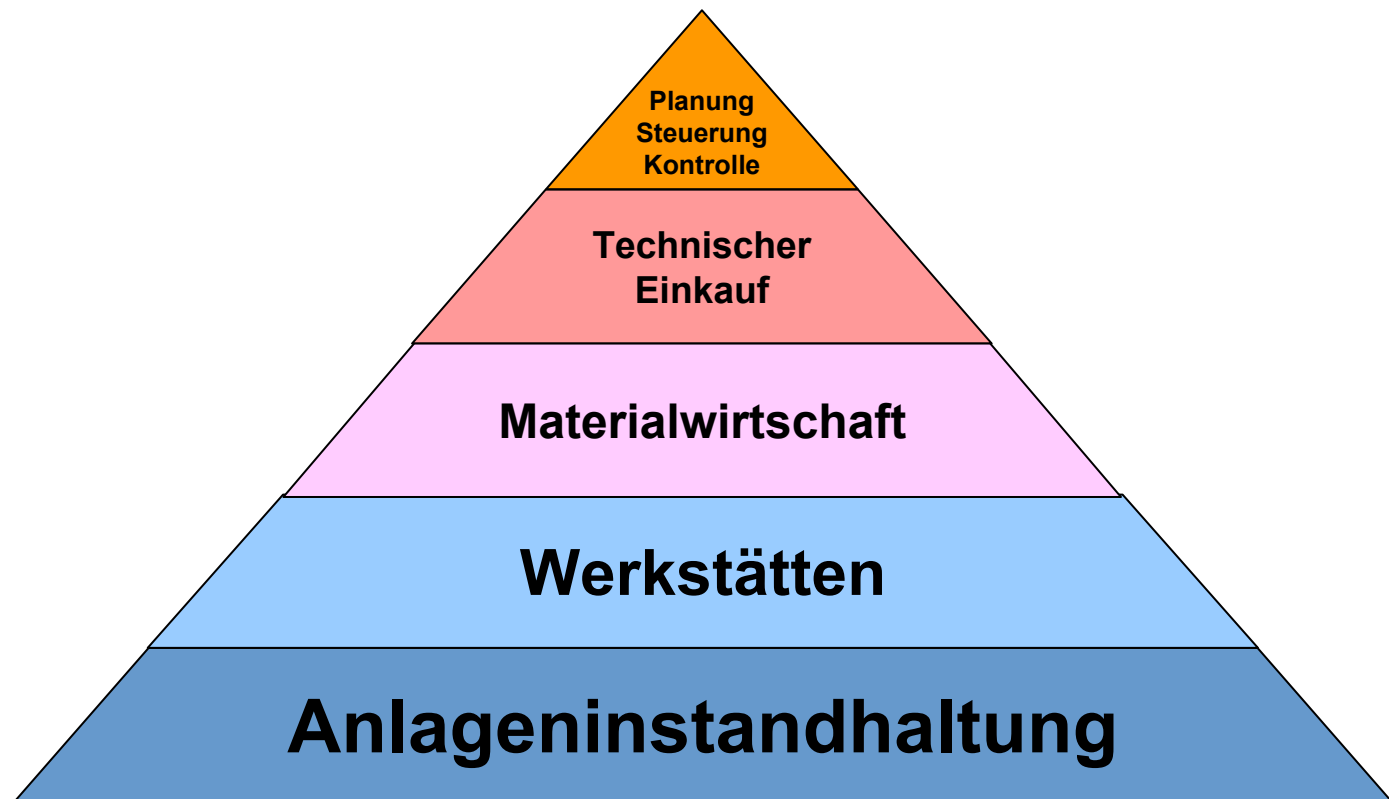 Planung
Steuerung
Kontrolle
Technischer
Einkauf
Materialwirtschaft
Werkstätten
Anlageninstandhaltung